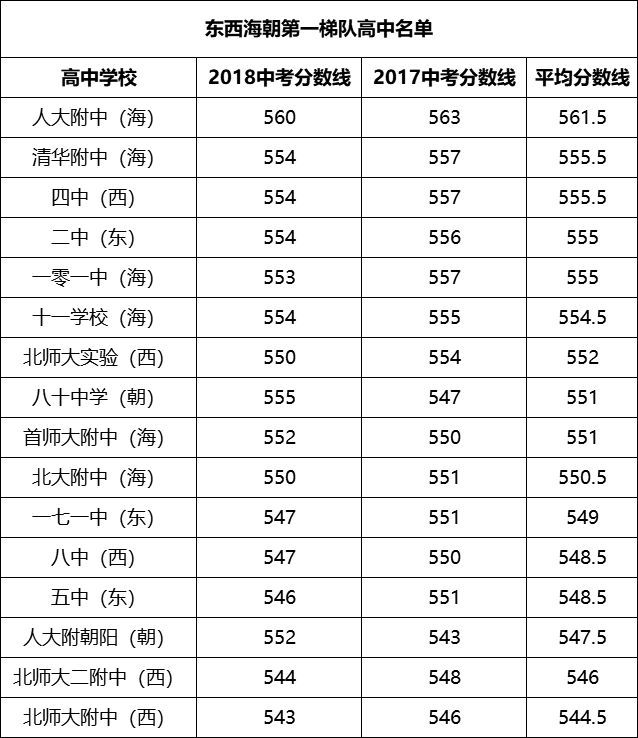 东西海朝第一梯队高中名单
高中学校 2018中考分数线 2017中考分数线 平均分数线
人大附中（海） 560 563 561.5
清华附中（海） 554 557 555.5
四中（西） 554 557 555.5
二中（东） 554 556 555
一零一中（海） 553 557 555
十一学校（海） 554 555 554.5
北师大实验（西） 550 554 552
八十中学（朝） 555 547 551
首师大附中（海） 552 550 551
北大附中（海） 550 551 550.5
一七一中（东） 547 551 549
八中（西） 547 550 548.5
五中（东） 546 551 548.5
人大附朝阳（朝） 552 543 547.5
北师大二附中（西） 544 548 546
北师大附中（西） 543 546 544.5